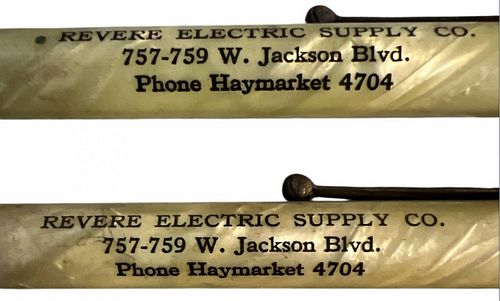 REVERE ELECTRIC SUPPLY CO.
757-759 W. Jackson Blvd.
Phone Haymarket 4704
REVERE ELECTRIC SUPPLY CO.
757-759 W. Jackson Blvd.
Phone Haymarket 4704